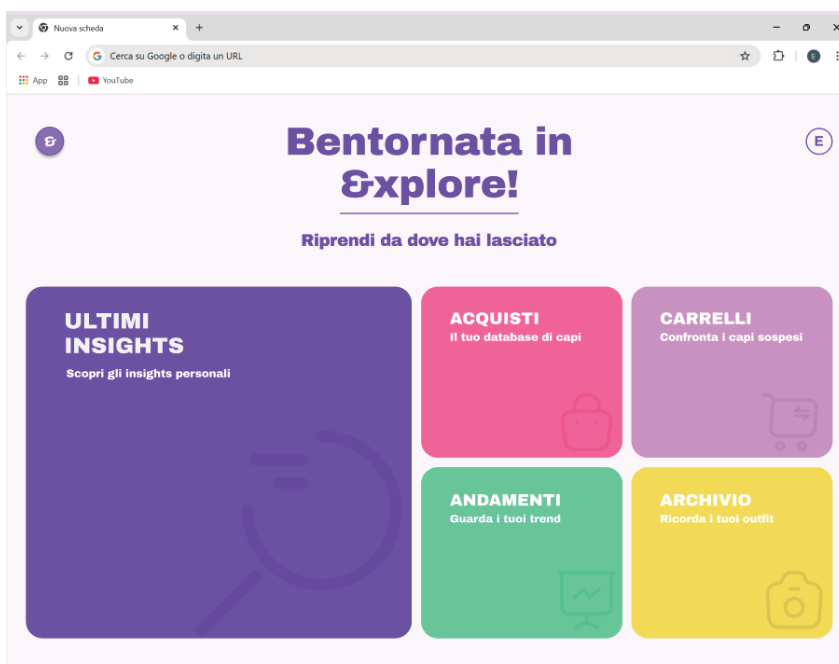 Nuova scheda
Cerca su Google o digita un URL
E
App
YouTube
&
Bentornata in
&xplore!
E
Riprendi da dove hai lasciato
ULTIMI
INSIGHTS
Scopri gli insights personali
ACQUISTI
Il tuo database di capi
CARRELLI
Confronta i capi sospesi
ANDAMENTI
Guarda i tuoi trend
ARCHIVIO
Ricorda i tuoi outfit